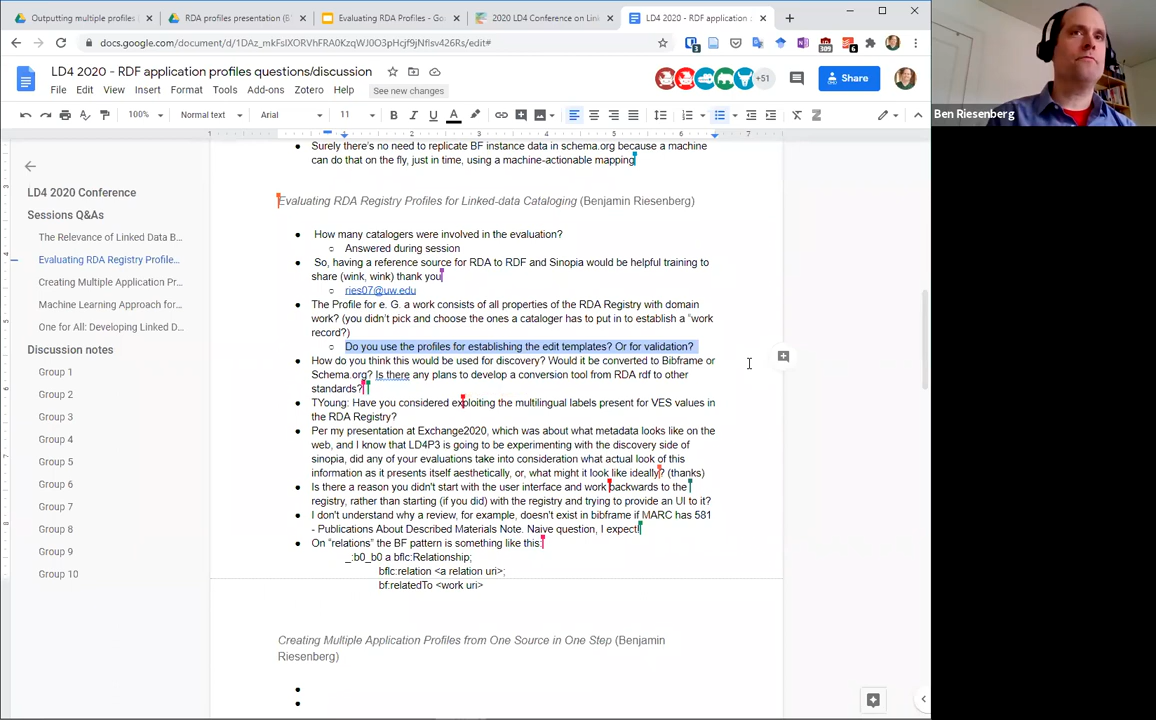 Outputting multiple profiles
RDA profiles presentation (
Evaluating RDA Profiles - Go
2020 LD4 Conference on Link
LD4 2020 - RDF application
docs.google.com/document/d/1DAz_mkFsIXORVhFRA0KzqWJ0O3pHcjf9jNflsv426Rs/edit#
LD4 2020 - RDF application profiles questions/discussion
+51
Share
File Edit View Insert Format Tools Add-ons Zotero Help
See new changes
100%
Normal text
Arial
11
LD4 2020 Conference
Sessions Q&As
The Relevance of Linked Data B...
Evaluating RDA Registry Profile...
Creating Multiple Application Pr...
Machine Learning Approach for...
One for All: Developing Linked D...
Discussion notes
Group 1
Group 2
Group 3
Group 4
Group 5
Group 6
Group 7
Group 8
Group 9
Group 10
Surely there's no need to replicate BF instance data in schema.org because a machine
can do that on the fly, just in time, using a machine-actionable mapping
Evaluating RDA Registry Profiles for Linked-data Cataloging (Benjamin Riesenberg)
How many catalogers were involved in the evaluation?
Answered during session
So, having a reference source for RDA to RDF and Sinopia would be helpful training to
share (wink, wink) thank you
ries07@uw.edu
The Profile for e. G. a work consists of all properties of the RDA Registry with domain
work? (you didn't pick and choose the ones a cataloger has to put in to establish a "work
record?)
Do you use the profiles for establishing the edit templates? Or for validation?
How do you think this would be used for discovery? Would it be converted to Bibframe or
Schema.org? Is there any plans to develop a conversion tool from RDA rdf to other
standards?
TYoung: Have you considered exploiting the multilingual labels present for VES values in
the RDA Registry?
Per my presentation at Exchange2020, which was about what metadata looks like on the
web, and I know that LD4P3 is going to be experimenting with the discovery side of
sinopia, did any of your evaluations take into consideration what actual look of this
information as it presents itself aesthetically, or, what might it look like ideally? (thanks)
Is there a reason you didn't start with the user interface and work backwards to the
registry, rather than starting (if you did) with the registry and trying to provide an UI to it?
I don't understand why a review, for example, doesn't exist in bibframe if MARC has 581
- Publications About Described Materials Note. Naive question, I expect!
On "relations" the BF pattern is something like this:
_:b0_b0 a bflc:Relationship;
bflc:relation <a relation uri>;
bf:relatedTo <work uri>
Creating Multiple Application Profiles from One Source in One Step (Benjamin
Riesenberg)
Ben Riesenberg